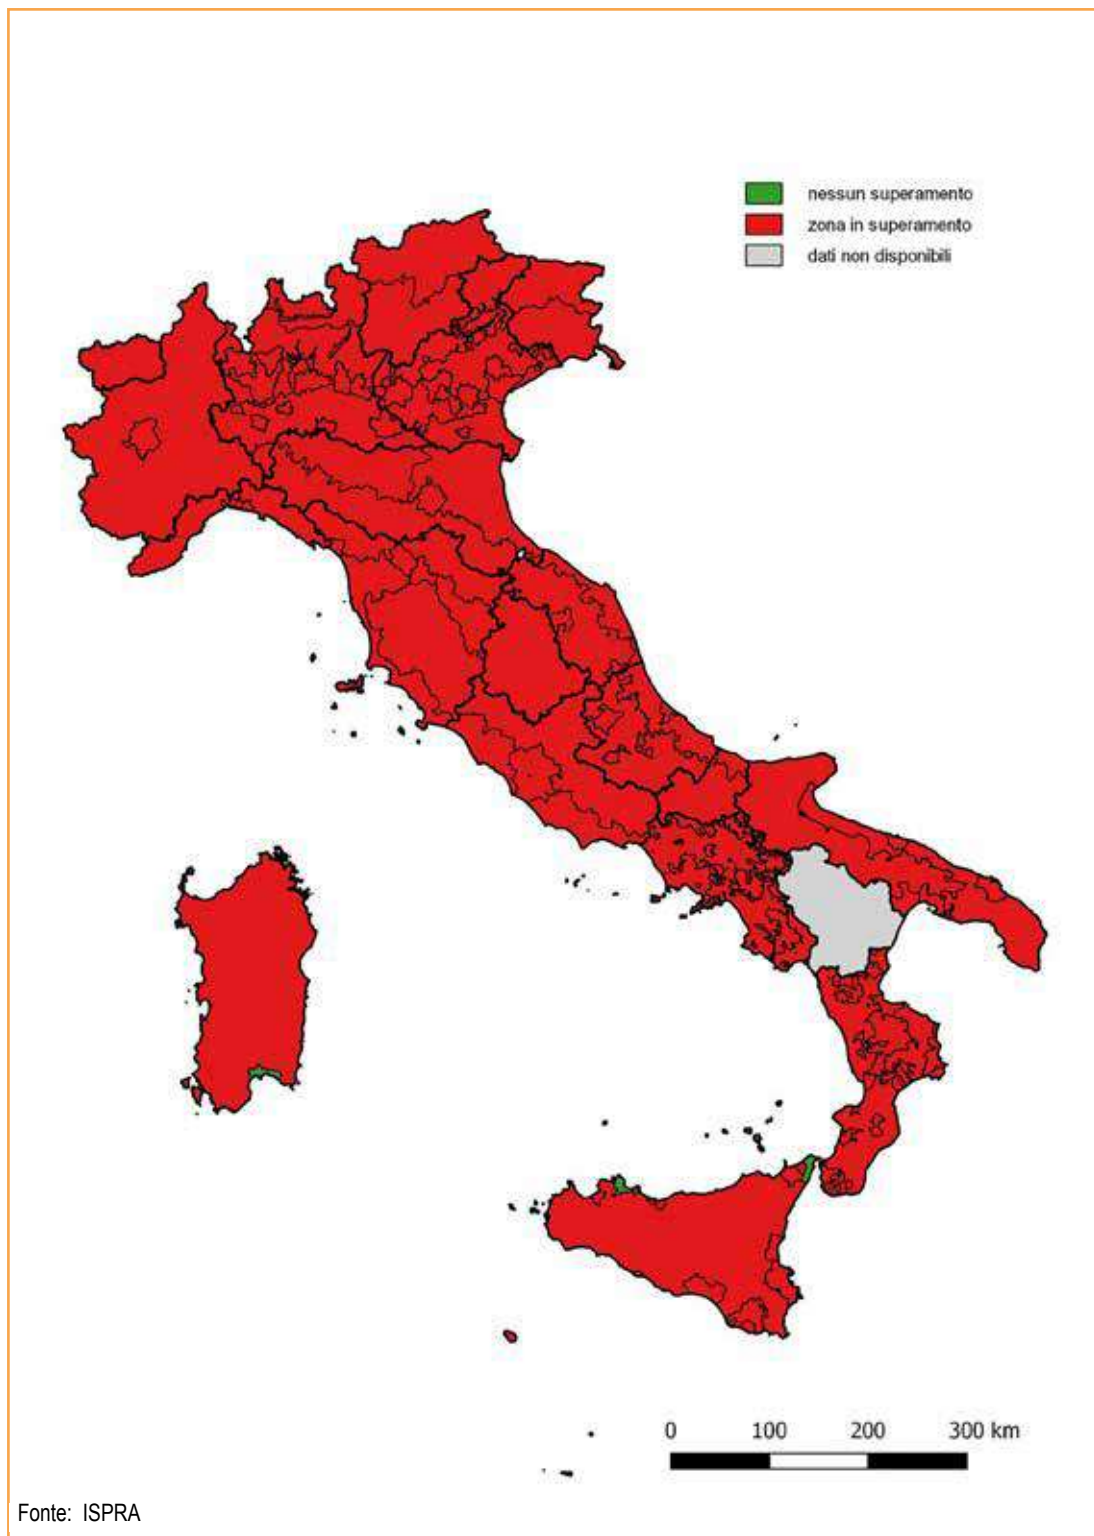 nessun superamento
zona in superamento
dati non disponibili
0 100 200 300 km
Fonte: ISPRA